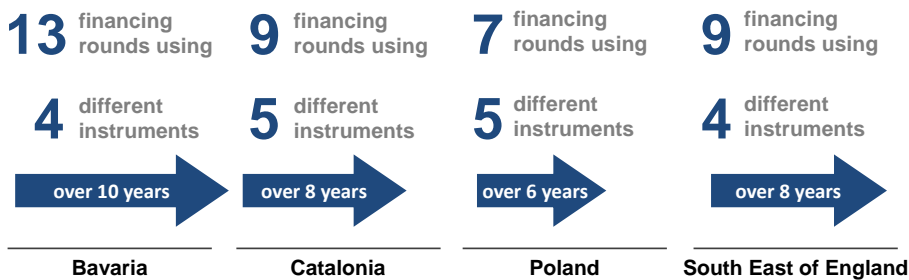 13 financing rounds using
4 different instruments
over 10 years
Bavaria
9 financing rounds using
5 different instruments
over 8 years
Catalonia
7 financing rounds using
5 different instruments
over 6 years
Poland
9 financing rounds using
4 different instruments
over 8 years
South East of England